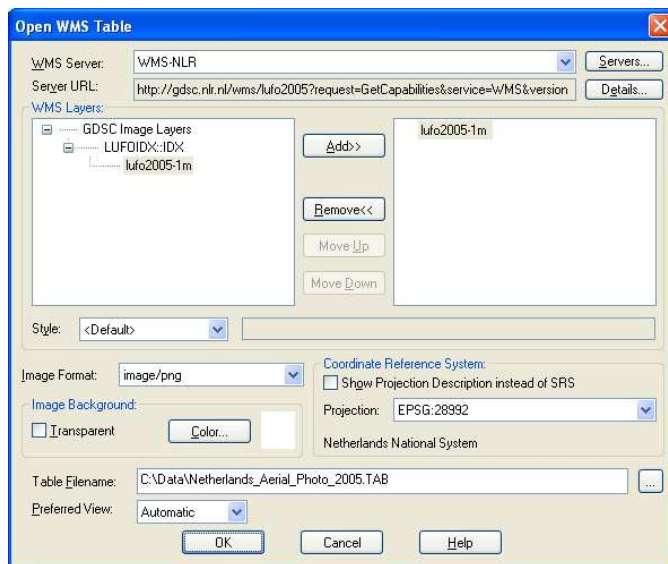 Open WMS Table
WMS Server: WMS-NLR Servers...
Server URL: http://gdsc.nlr.nl/wms/lufo2005?request=GetCapabilities&service=WMS&version Details...
WMS Layers:
GDSC Image Layers
LUFOIDX::IDX
lufo2005-1m
Add>>
Remove<<
Move Up
Move Down
lufo2005-1m
Style: <Default>
Image Format: image/png
Image Background:
Transparent Color...
Coordinate Reference System:
Show Projection Description instead of SRS
Projection: EPSG:28992
Netherlands National System
Table Filename: C:\Data\Netherlands_Aerial_Photo_2005.TAB ...
Preferred View: Automatic
OK Cancel Help